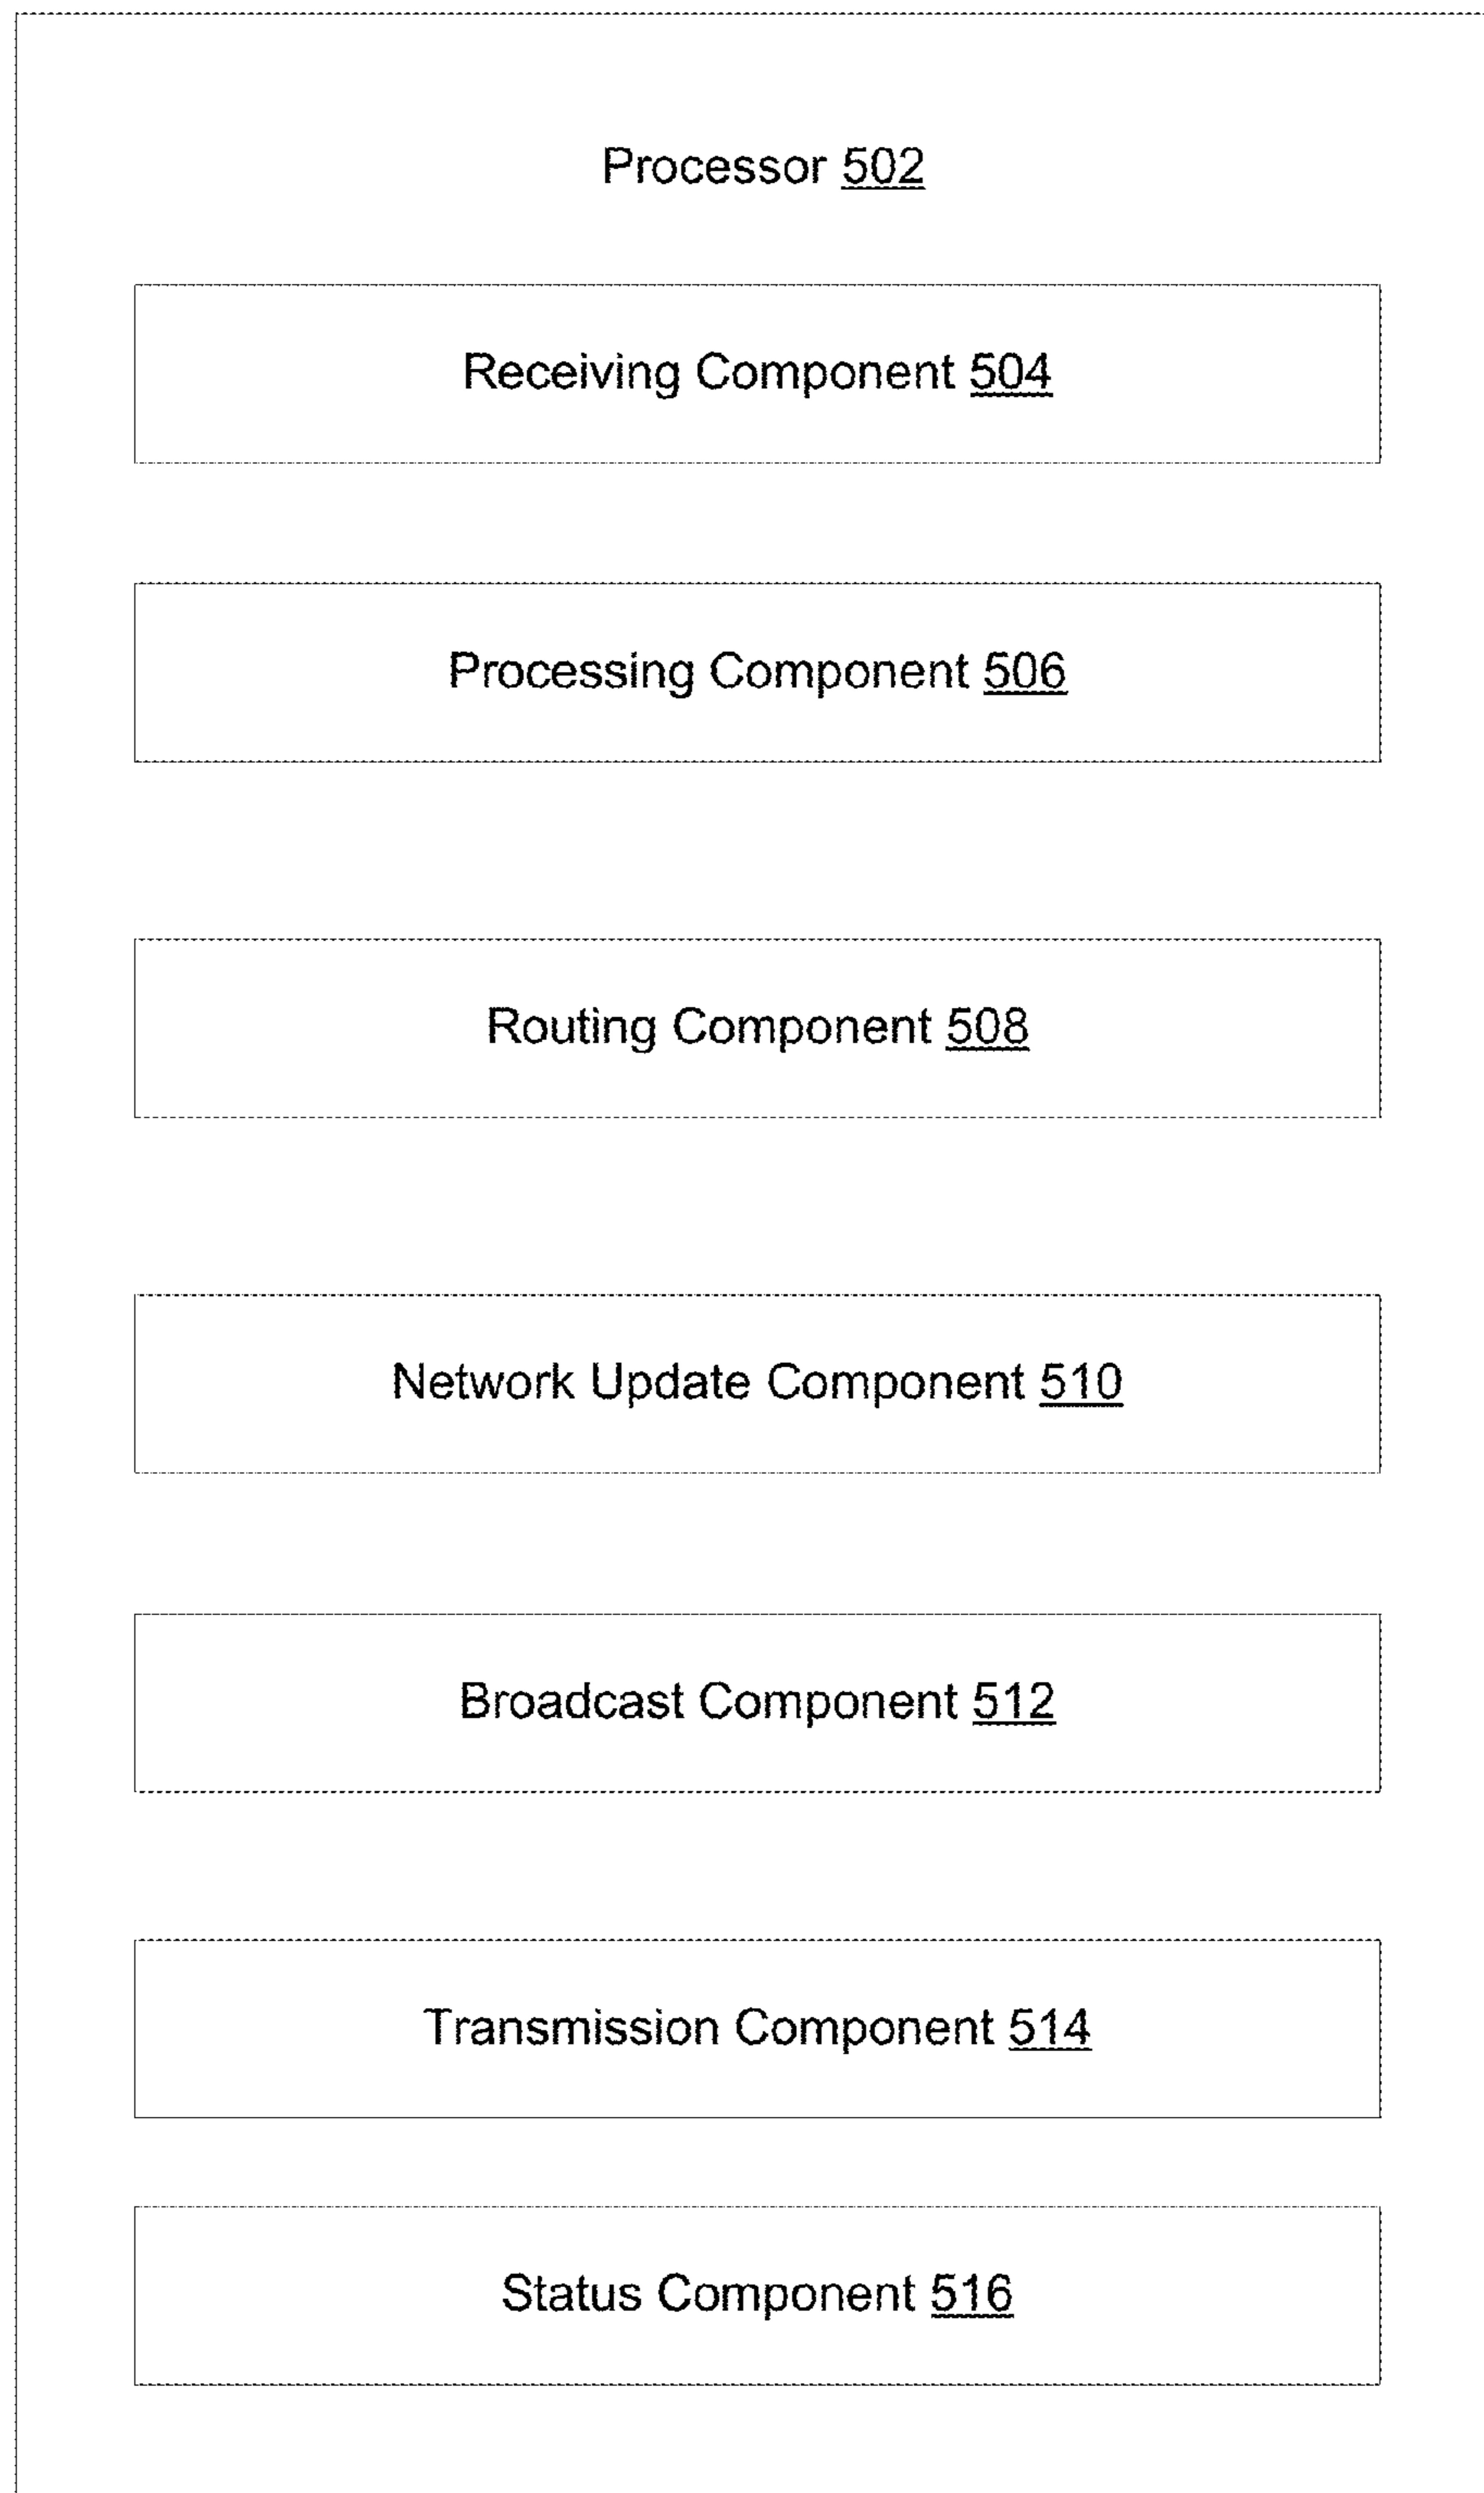 Processor 502
Receiving Component 504
Processing Component 506
Routing Component 508
Network Update Component 510
Broadcast Component 512
Transmission Component 514
Status Component 516